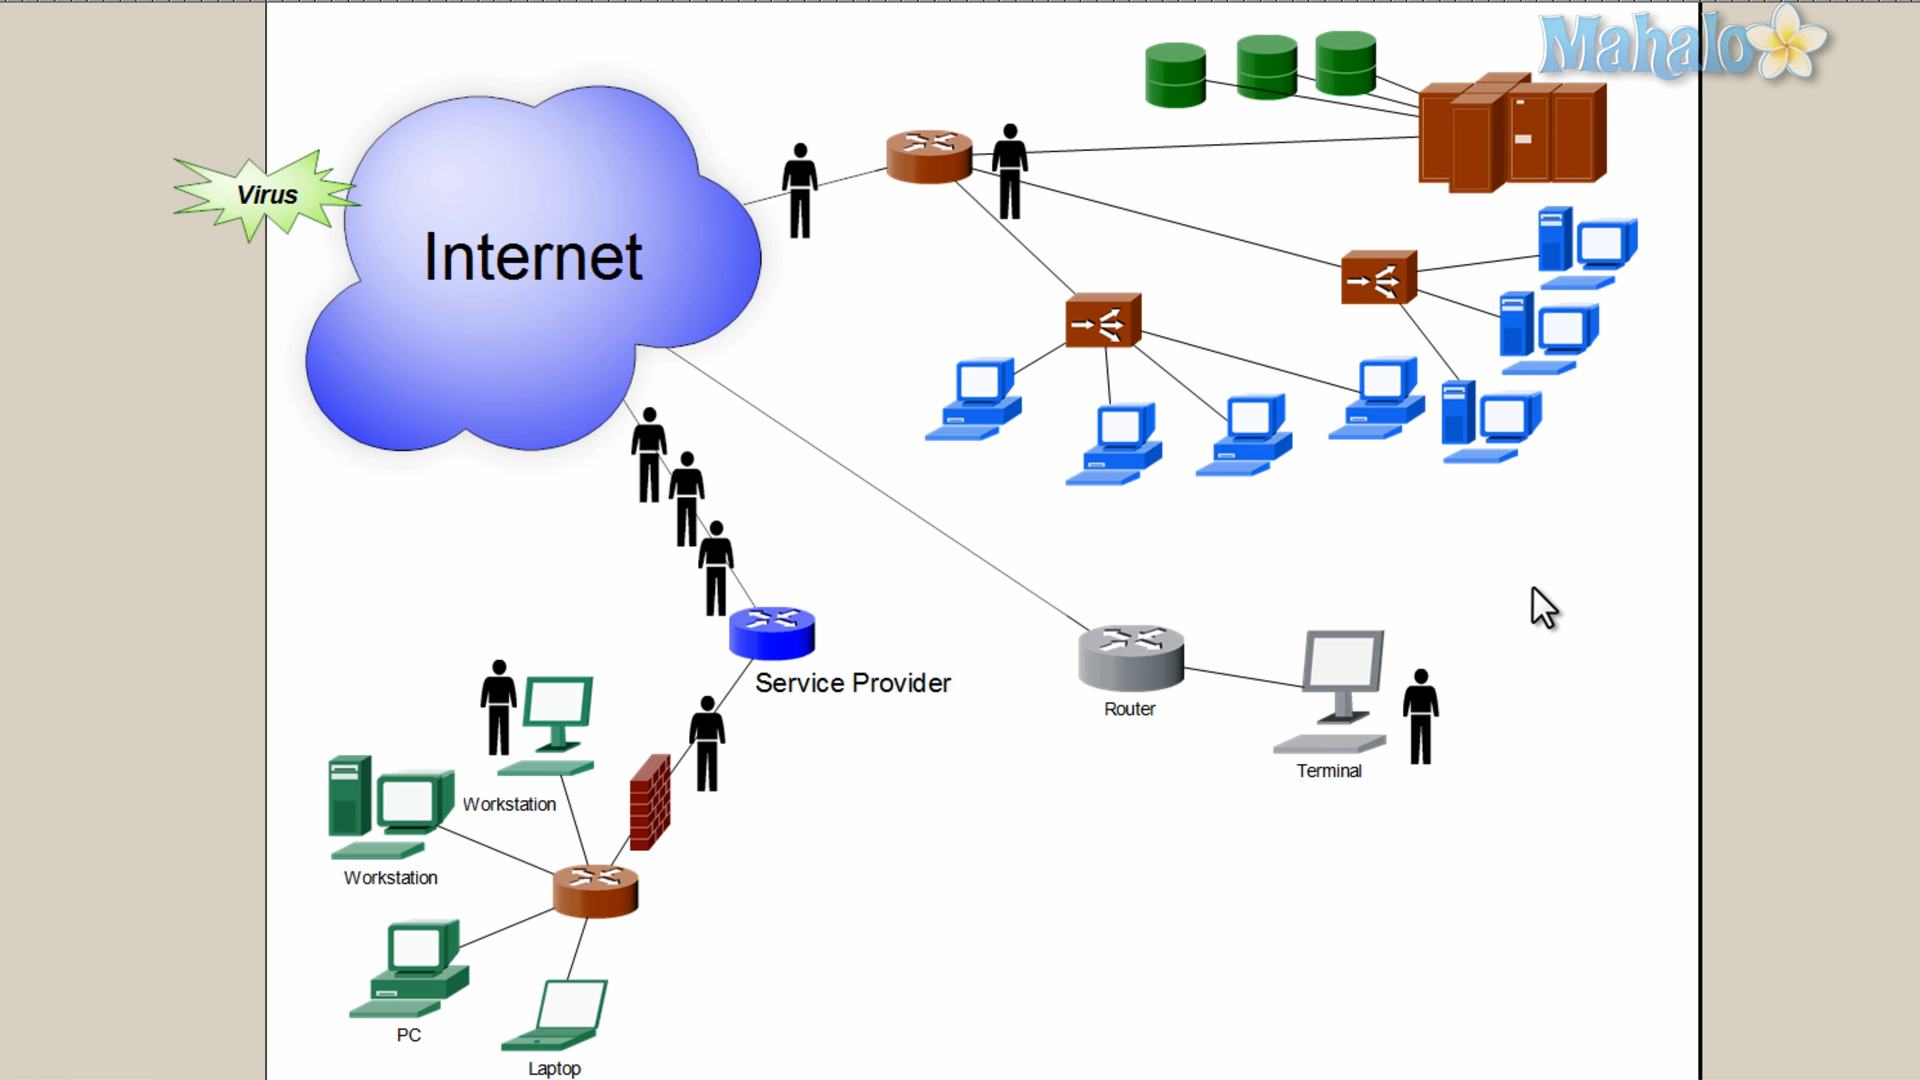 Mahalo
Virus
Internet
Service Provider
Router
Terminal
Workstation
Workstation
PC
Laptop